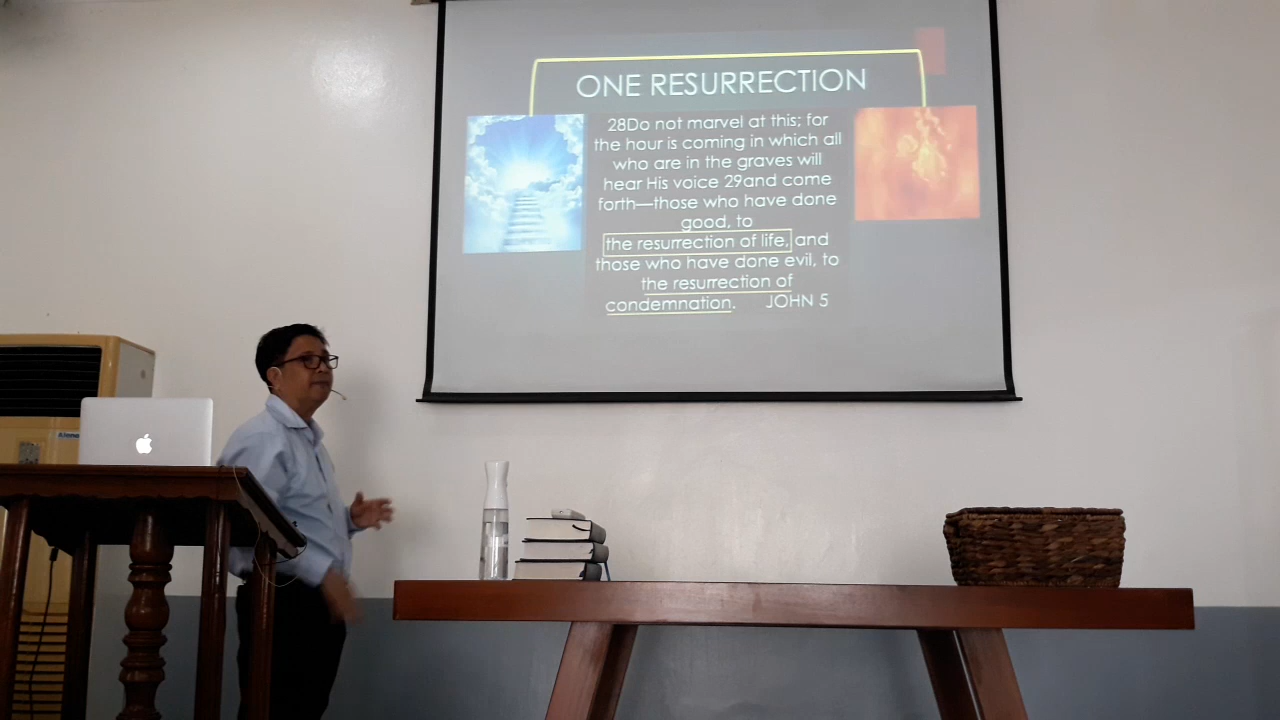 ONE RESURRECTION
28Do not marvel at this; for
the hour is coming in which all
who are in the graves will
hear His voice 29and come
forth—those who have done
good, to
the resurrection of life, and
those who have done evil, to
the resurrection of
condemnation. JOHN 5